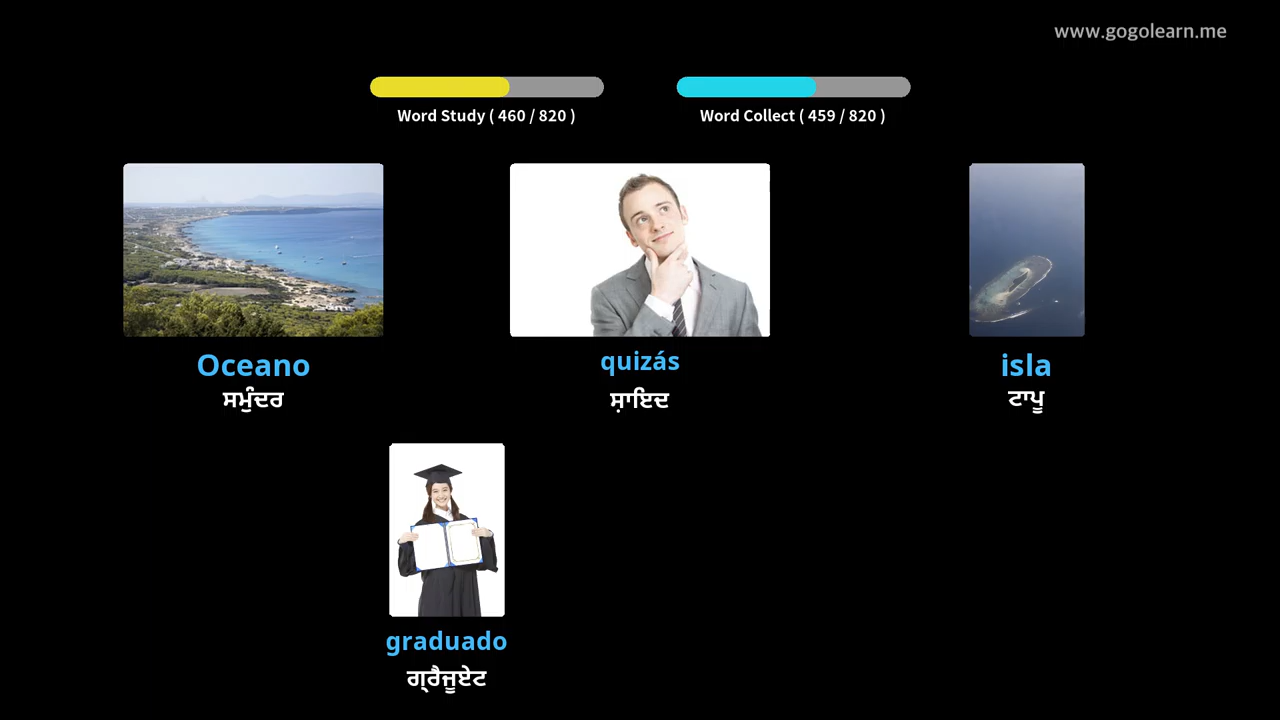 www.gogolearn.me
Word Study ( 460 / 820 )
Word Collect ( 459 / 820 )
Oceano
ਸਮੁੰਦਰ
quizás
ਸ਼ਾਇਦ
isla
ਟਾਪੂ
graduado
ਗ੍ਰੈਜੂਏਟ